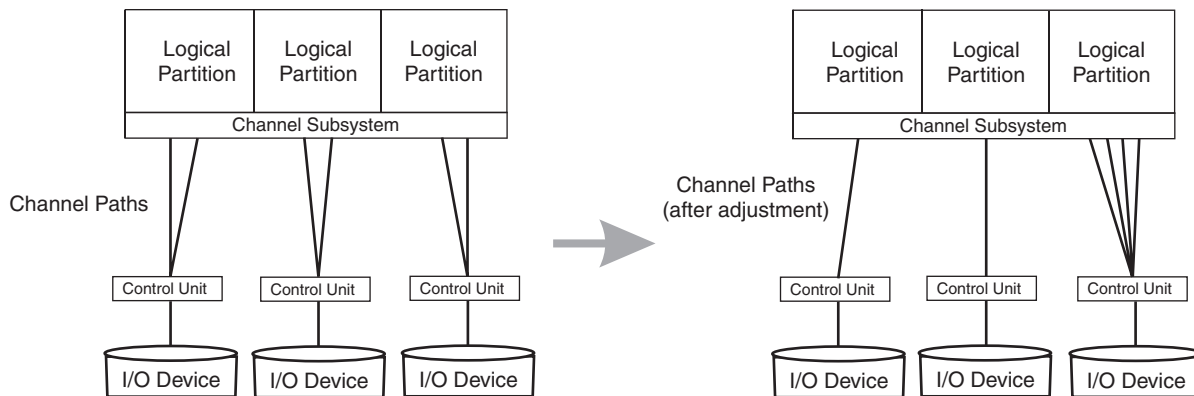 Logical
Partition
Logical
Partition
Logical
Partition
Channel Subsystem
Channel Paths
Control Unit
Control Unit
Control Unit
I/O Device
I/O Device
I/O Device
Logical
Partition
Logical
Partition
Logical
Partition
Channel Subsystem
Channel Paths
(after adjustment)
Control Unit
Control Unit
Control Unit
I/O Device
I/O Device
I/O Device